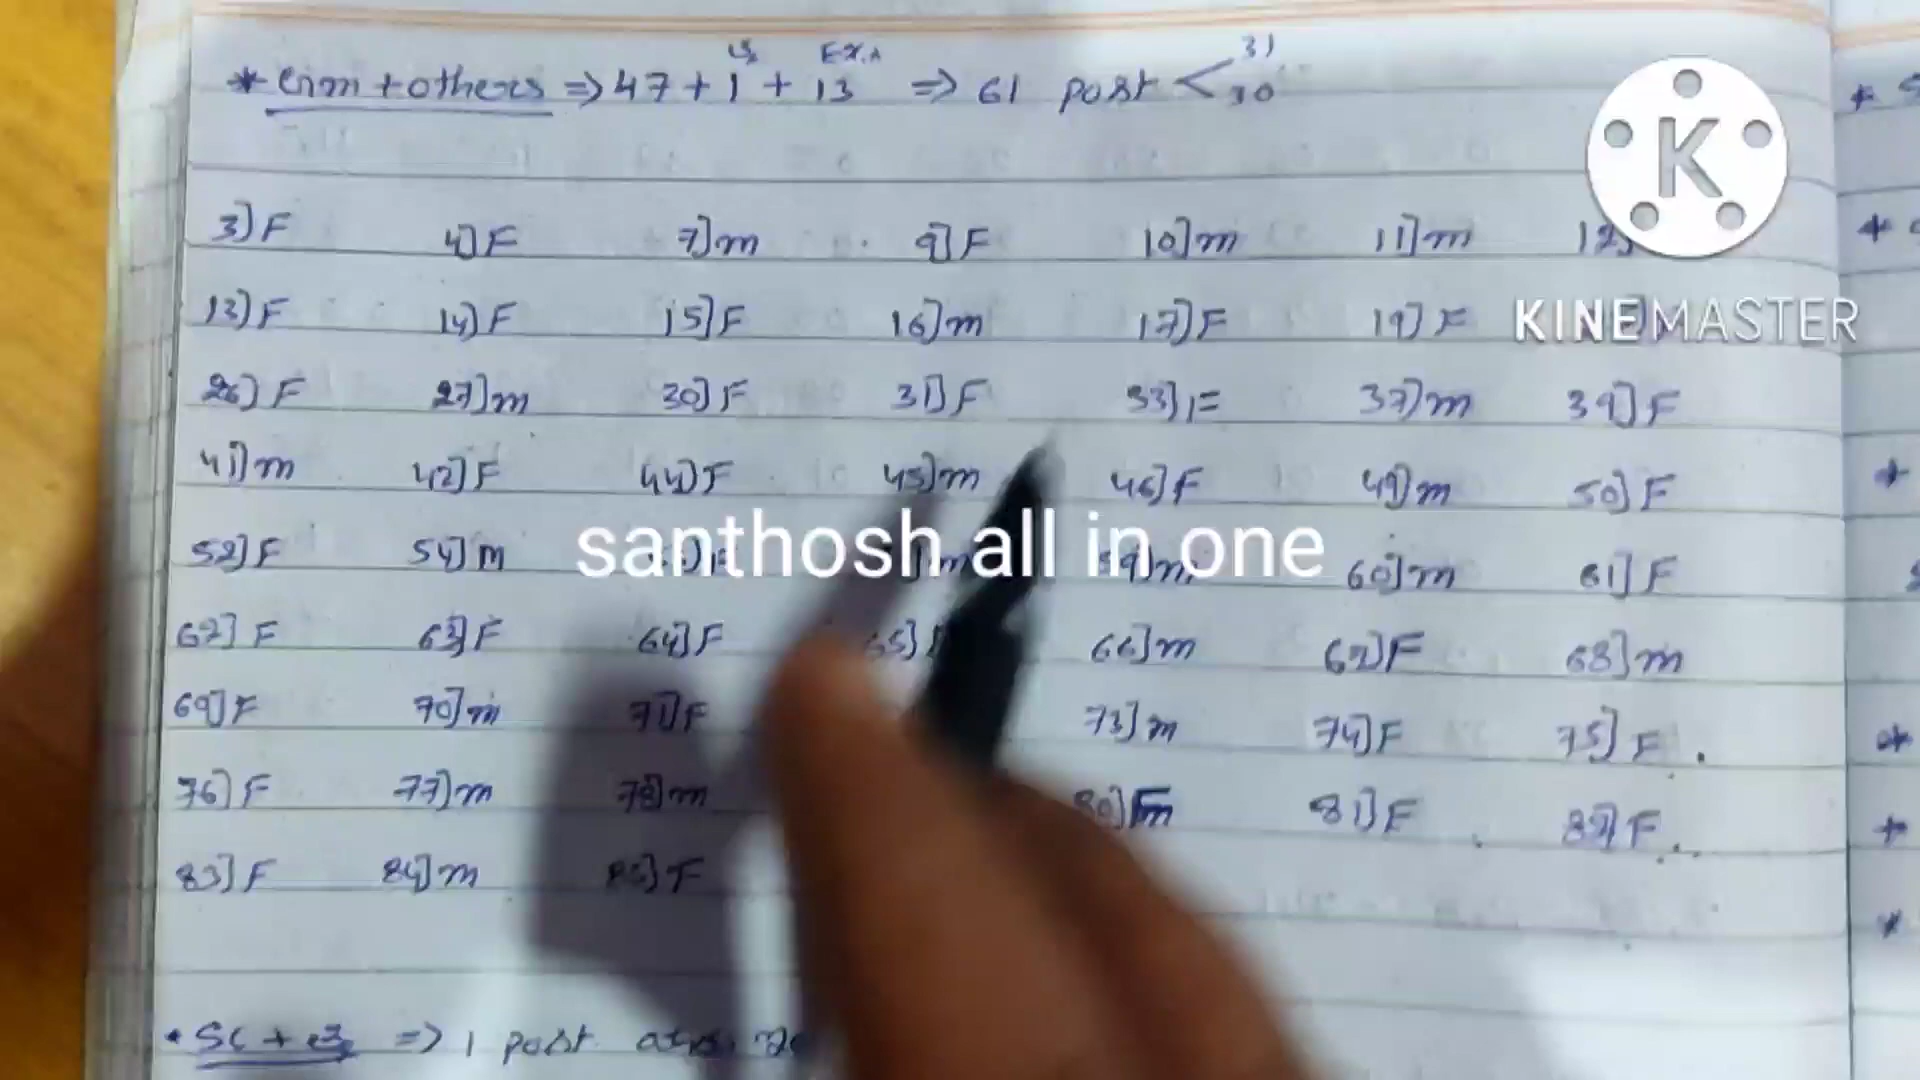 31
* Gm + others => 47 + 1 + 13 => 61 post < 30
K
3) F 4) F 7) m 9) F 10) m 11) m 12)
13) F 14) F 15) F 16) m 17) F 19) F
KINEMASTER
26) F 27) m 30) F 31) F 33) F 37) m 39) F
41) m 42) F 44) F 45) m 46) F 49) m 50) F
santhosh all in one
52) F 54) m 59) m 60) m 61) F
62) F 63) F 64) F 65) 66) m 67) F 68) m
69) F 70) m 71) F 73) m 74) F 75) F
76) F 77) m 78) m 80) 81) F 82) F
83) F 84) m 85) F
* SC + => 1 post